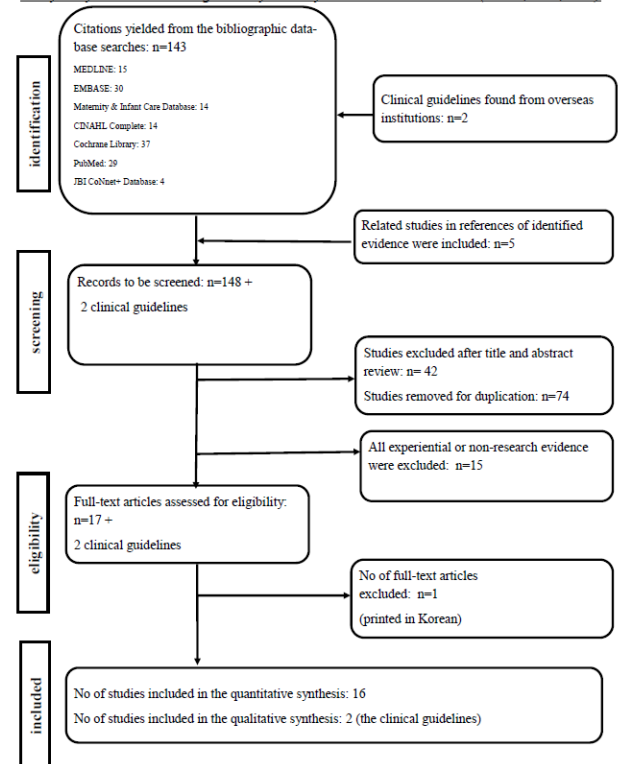 Citations yielded from the bibliographic data-
base searches: n=143
MEDLINE: 15
EMBASE: 30
Maternity & Infant Care Database: 14
CINAHL Complete: 14
Cochrane Library: 37
PubMed: 29
JBI CoNnet+ Database: 4
identification
Clinical guidelines found from overseas
institutions: n=2
Related studies in references of identified
evidence were included: n=5
screening
Records to be screened: n=148 +
2 clinical guidelines
Studies excluded after title and abstract
review: n= 42
Studies removed for duplication: n=74
All experiential or non-research evidence
were excluded: n=15
eligibility
Full-text articles assessed for eligibility:
n=17 +
2 clinical guidelines
No of full-text articles
excluded: n=1
(printed in Korean)
included
No of studies included in the quantitative synthesis: 16
No of studies included in the qualitative synthesis: 2 (the clinical guidelines)